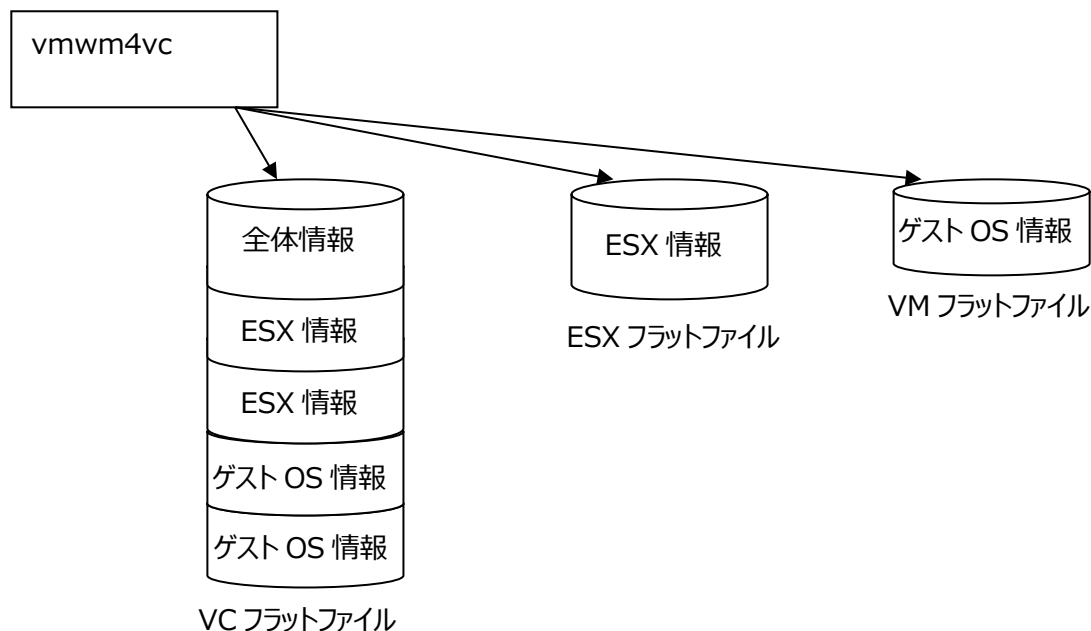 vmwm4vc
全体情報
ESX 情報
ESX 情報
ゲスト OS 情報
ゲスト OS 情報
VC フラットファイル
ESX 情報
ESX フラットファイル
ゲスト OS 情報
VM フラットファイル